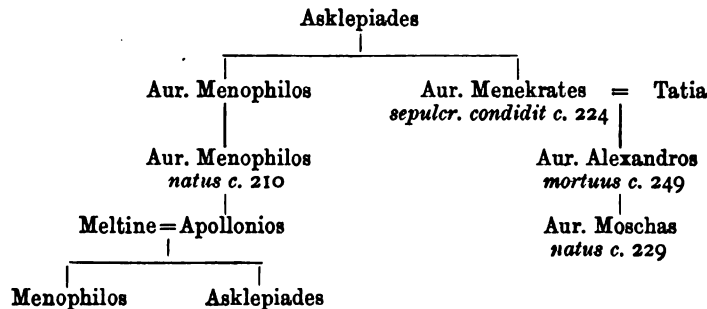 Asklepiades
Aur. Menophilos Aur. Menekrates = Tatia
sepulcr. condidit c. 224
Aur. Menophilos Aur. Alexandros
natus c. 210 mortuus c. 249
Meltine=Apollonios Aur. Moschas
natus c. 229
Menophilos Asklepiades